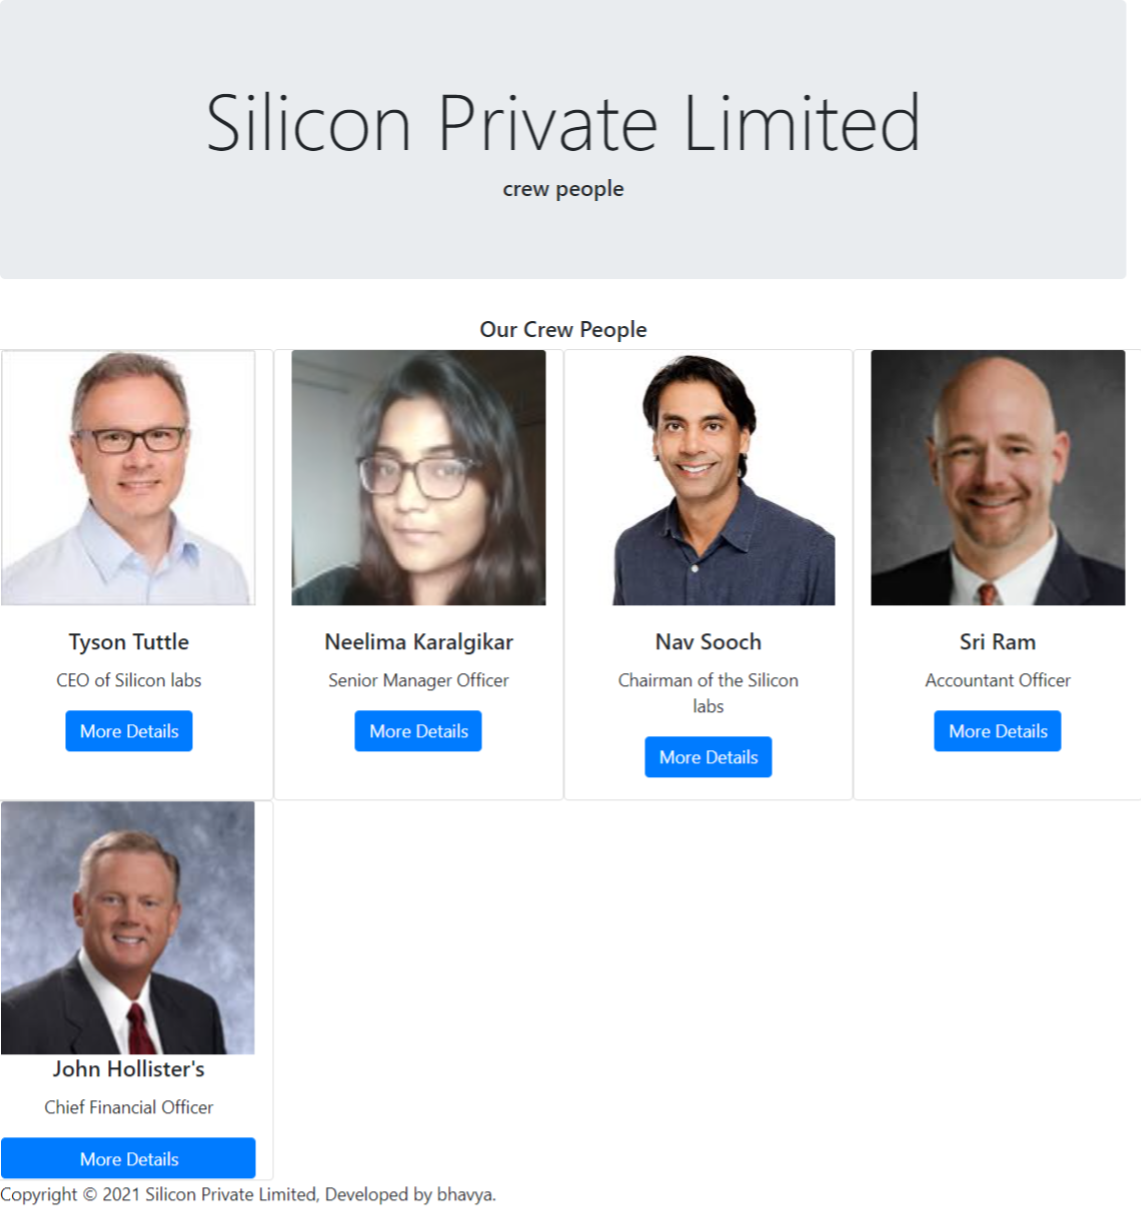 Silicon Private Limited
crew people
Our Crew People
Tyson Tuttle
CEO of Silicon labs
More Details
Neelima Karalgikar
Senior Manager Officer
More Details
Nav Sooch
Chairman of the Silicon
labs
More Details
Sri Ram
Accountant Officer
More Details
John Hollister's
Chief Financial Officer
More Details
Copyright © 2021 Silicon Private Limited, Developed by bhavya.